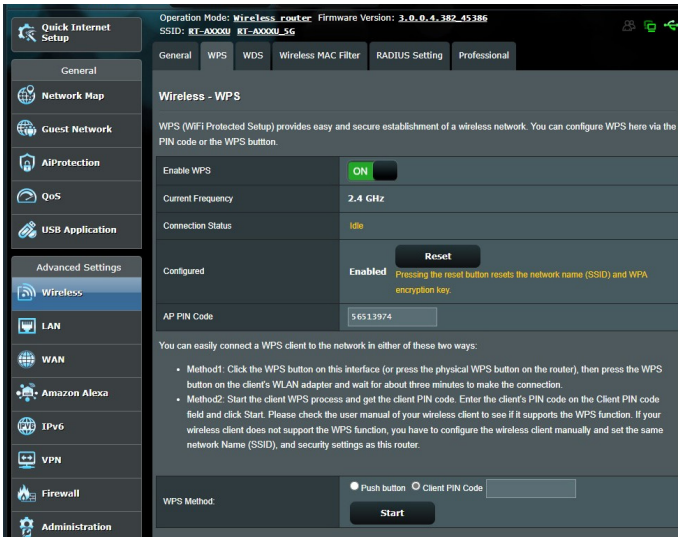 Quick Internet
Setup
General
Network Map
Guest Network
AiProtection
QoS
USB Application
Advanced Settings
Wireless
LAN
WAN
Amazon Alexa
IPv6
VPN
Firewall
Administration
Operation Mode: Wireless router Firmware Version: 3.0.0.4.382_45386
SSID: RT-AXXXU RT-AXXXU_5G
General WPS WDS Wireless MAC Filter RADIUS Setting Professional
Wireless - WPS
WPS (WiFi Protected Setup) provides easy and secure establishment of a wireless network. You can configure WPS here via the
PIN code or the WPS buttton.
Enable WPS ON
Current Frequency 2.4 GHz
Connection Status Idle
Configured Enabled Reset
Pressing the reset button resets the network name (SSID) and WPA
encryption key.
AP PIN Code 56513974
You can easily connect a WPS client to the network in either of these two ways:
• Method1: Click the WPS button on this interface (or press the physical WPS button on the router), then press the WPS
button on the client's WLAN adapter and wait for about three minutes to make the connection.
• Method2: Start the client WPS process and get the client PIN code. Enter the client's PIN code on the Client PIN code
field and click Start. Please check the user manual of your wireless client to see if it supports the WPS function. If your
wireless client does not support the WPS function, you have to configure the wireless client manually and set the same
network Name (SSID), and security settings as this router.
WPS Method: Push button Client PIN Code
Start